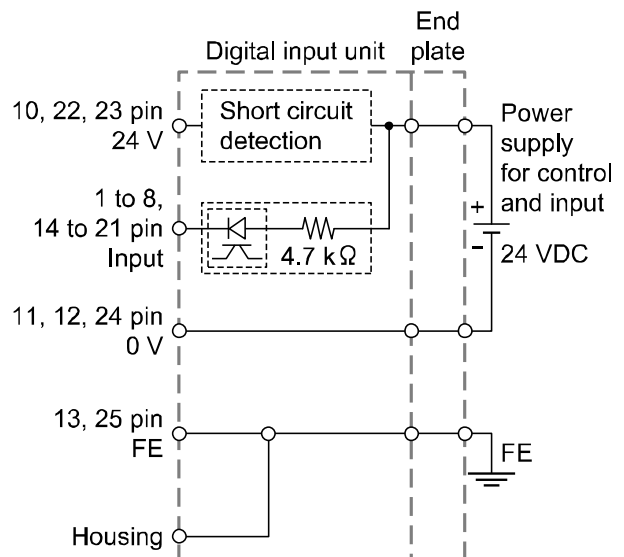 Digital input unit
End
plate
10, 22, 23 pin
24 V
Short circuit
detection
Power
supply
for control
and input
1 to 8,
14 to 21 pin
Input
4.7 kΩ
+
−
24 VDC
11, 12, 24 pin
0 V
13, 25 pin
FE
FE
Housing